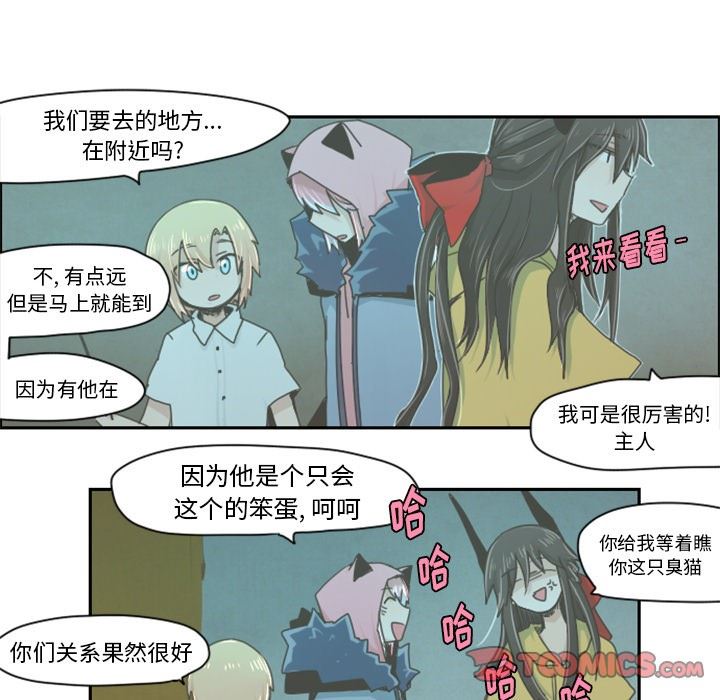 我们要去的地方...
在附近吗?
不, 有点远
但是马上就能到
因为有他在
我来看看~
我可是很厉害的!
主人
因为他是个只会
这个的笨蛋, 呵呵
哈
哈
哈
哈
哈
你给我等着瞧
你这只臭猫
你们关系果然很好
TOOMICS.COM